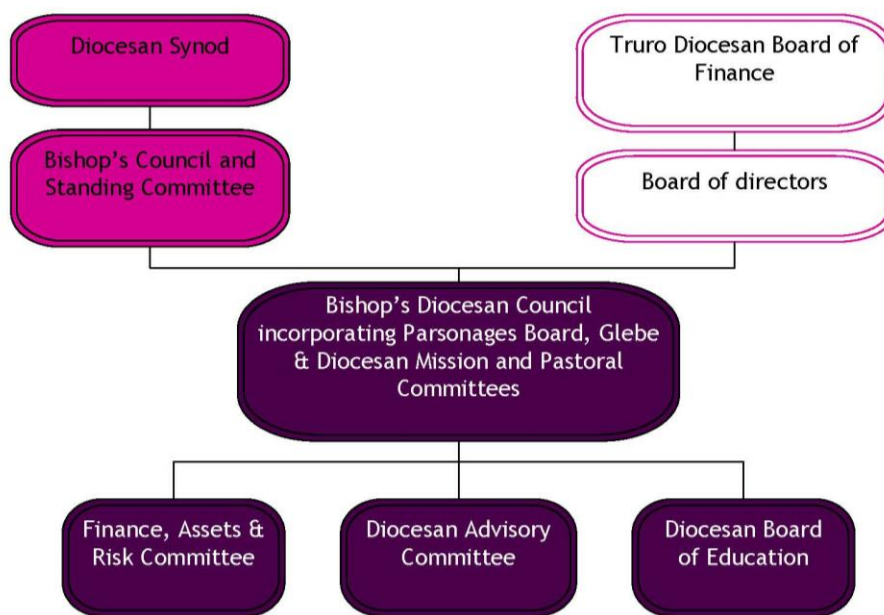 Diocesan Synod
Truro Diocesan Board of
Finance
Bishop’s Council and
Standing Committee
Board of directors
Bishop’s Diocesan Council
incorporating Parsonages Board, Glebe
& Diocesan Mission and Pastoral
Committees
Finance, Assets &
Risk Committee
Diocesan Advisory
Committee
Diocesan Board
of Education